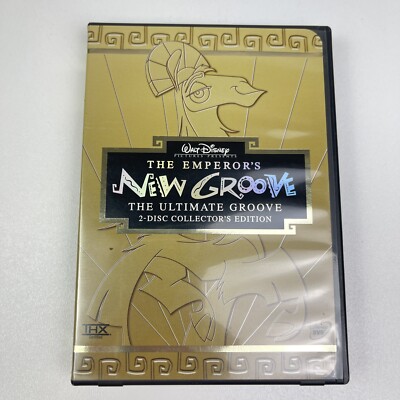 Walt Disney
PICTURES PRESENTS
THE EMPEROR'S
NEW GROOVE
THE ULTIMATE GROOVE
2-DISC COLLECTOR'S EDITION
THX